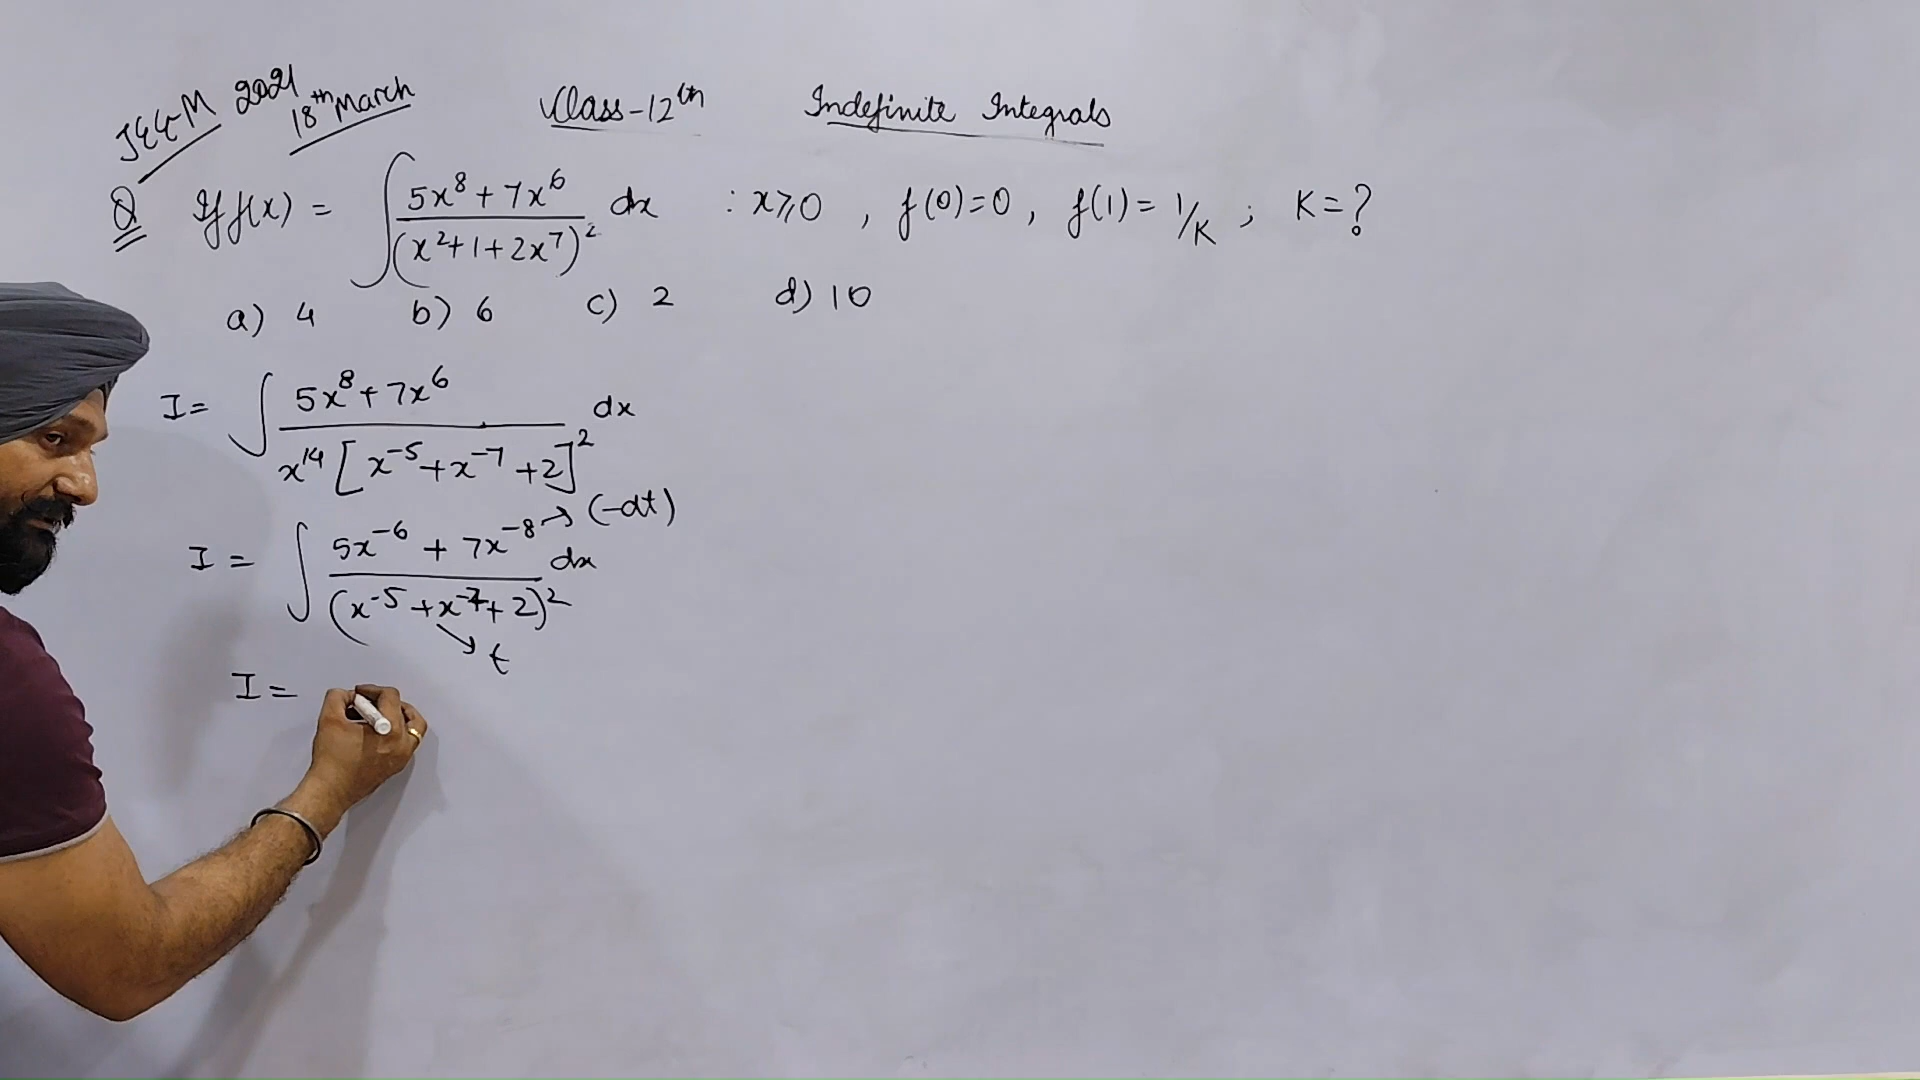 JEE-M 2021
18th March
Class-12th
Indefinite Integrals
Q If f(x) = ∫ (5x⁸ + 7x⁶) / (x² + 1 + 2x⁷)² dx : x ⩾ 0 , f(0)=0 , f(1) = 1/K ; K = ?
a) 4 b) 6 c) 2 d) 10
I = ∫ (5x⁸ + 7x⁶) / (x¹⁴ [x⁻⁵ + x⁻⁷ + 2]²) dx
I = ∫ (5x⁻⁶ + 7x⁻⁸) / (x⁻⁵ + x⁻⁷ + 2)² dx → (-dt)
→ t
I =